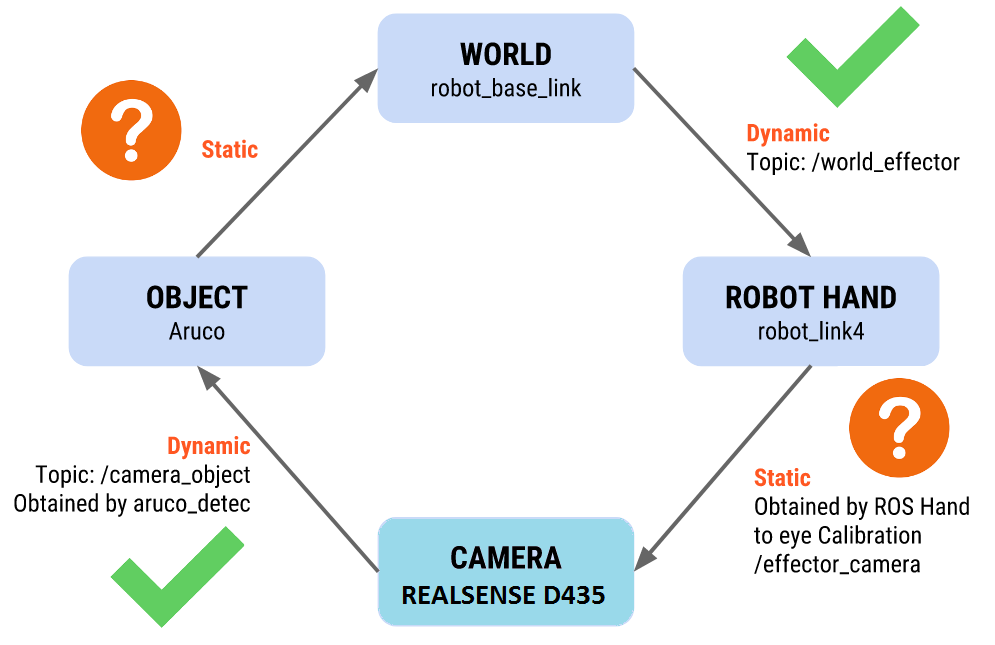 WORLD
robot_base_link
?
Static
Dynamic
Topic: /world_effector
OBJECT
Aruco
ROBOT HAND
robot_link4
?
Dynamic
Topic: /camera_object
Obtained by aruco_detec
Static
Obtained by ROS Hand
to eye Calibration
/effector_camera
CAMERA
REALSENSE D435